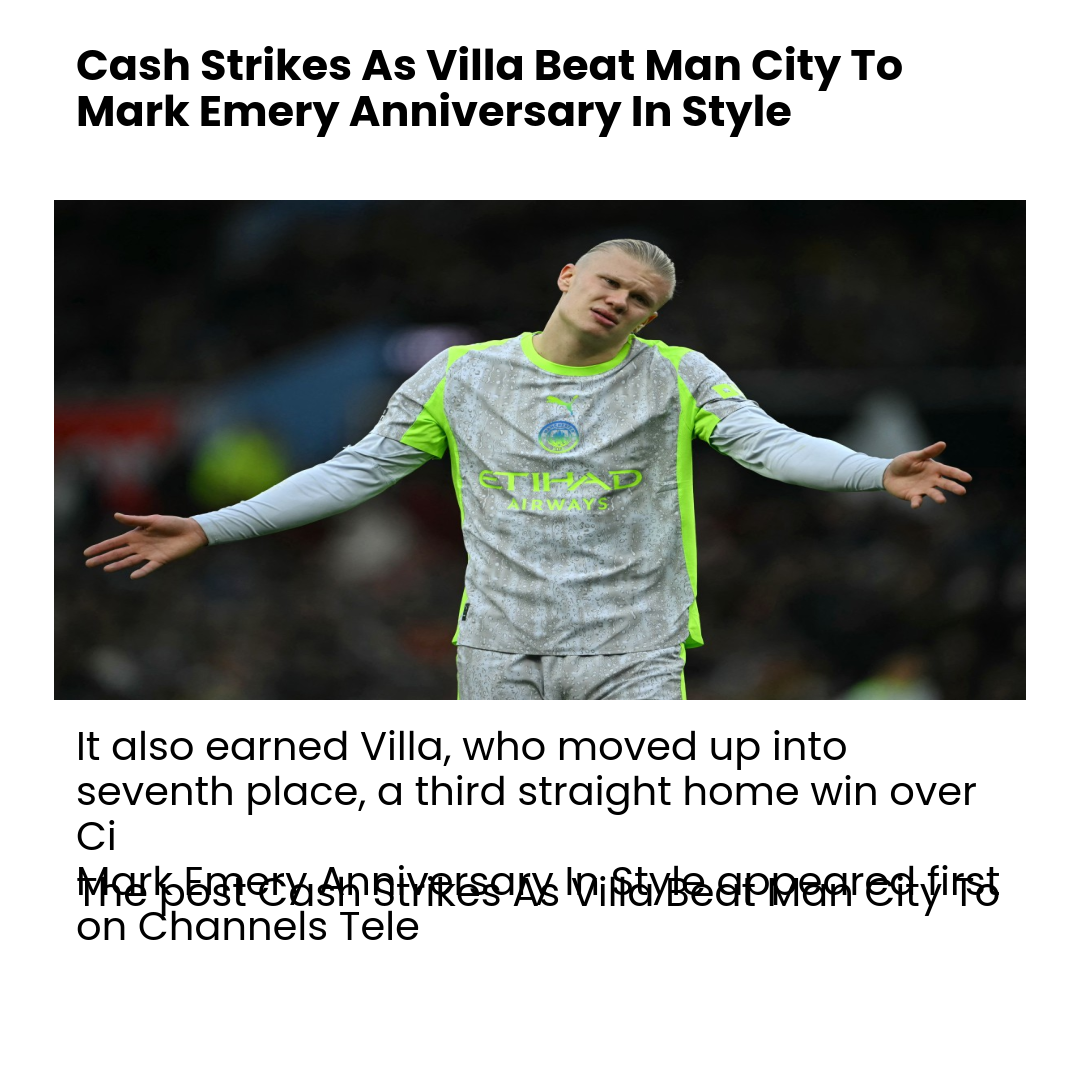 Cash Strikes As Villa Beat Man City To
Mark Emery Anniversary In Style
ETIHAD
AIRWAYS
It also earned Villa, who moved up into
seventh place, a third straight home win over
Ci
The post Cash Strikes As Villa Beat Man City To
Mark Emery Anniversary In Style appeared first
on Channels Tele